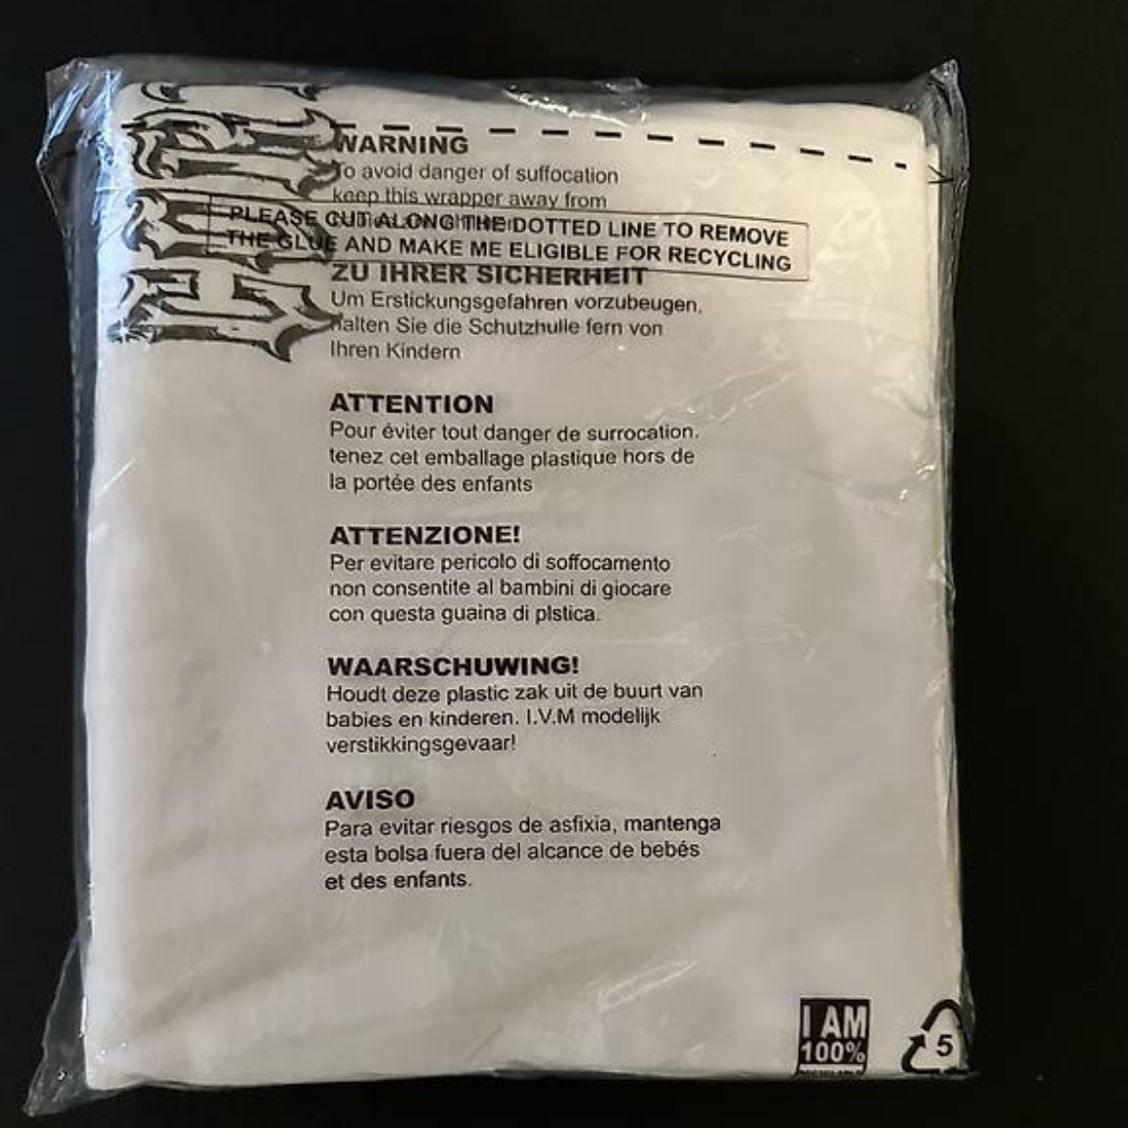 WARNING
To avoid danger of suffocation
keep this wrapper away from
PLEASE CUT ALONG THE DOTTED LINE TO REMOVE
THE GLUE AND MAKE ME ELIGIBLE FOR RECYCLING
ZU IHRER SICHERHEIT
Um Erstickungsgefahren vorzubeugen,
halten Sie die Schutzhulle fern von
Ihren Kindern
ATTENTION
Pour éviter tout danger de surrocation,
tenez cet emballage plastique hors de
la portée des enfants
ATTENZIONE!
Per evitare pericolo di soffocamento
non consentite al bambini di giocare
con questa guaina di plstica.
WAARSCHUWING!
Houdt deze plastic zak uit de buurt van
babies en kinderen. I.V.M modelijk
verstikkingsgevaar!
AVISO
Para evitar riesgos de asfixia, mantenga
esta bolsa fuera del alcance de bebés
et des enfants.
I AM
100%
RECYCLABLE
5